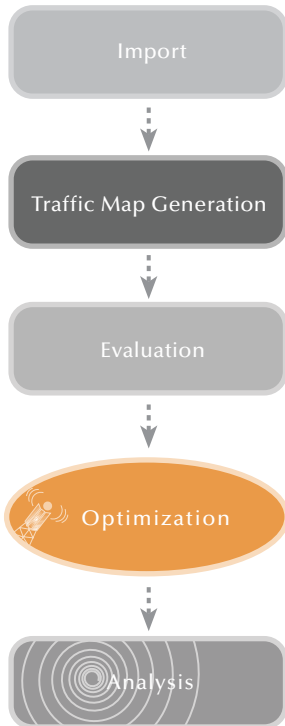 Import
Traffic Map Generation
Evaluation
Optimization
Analysis